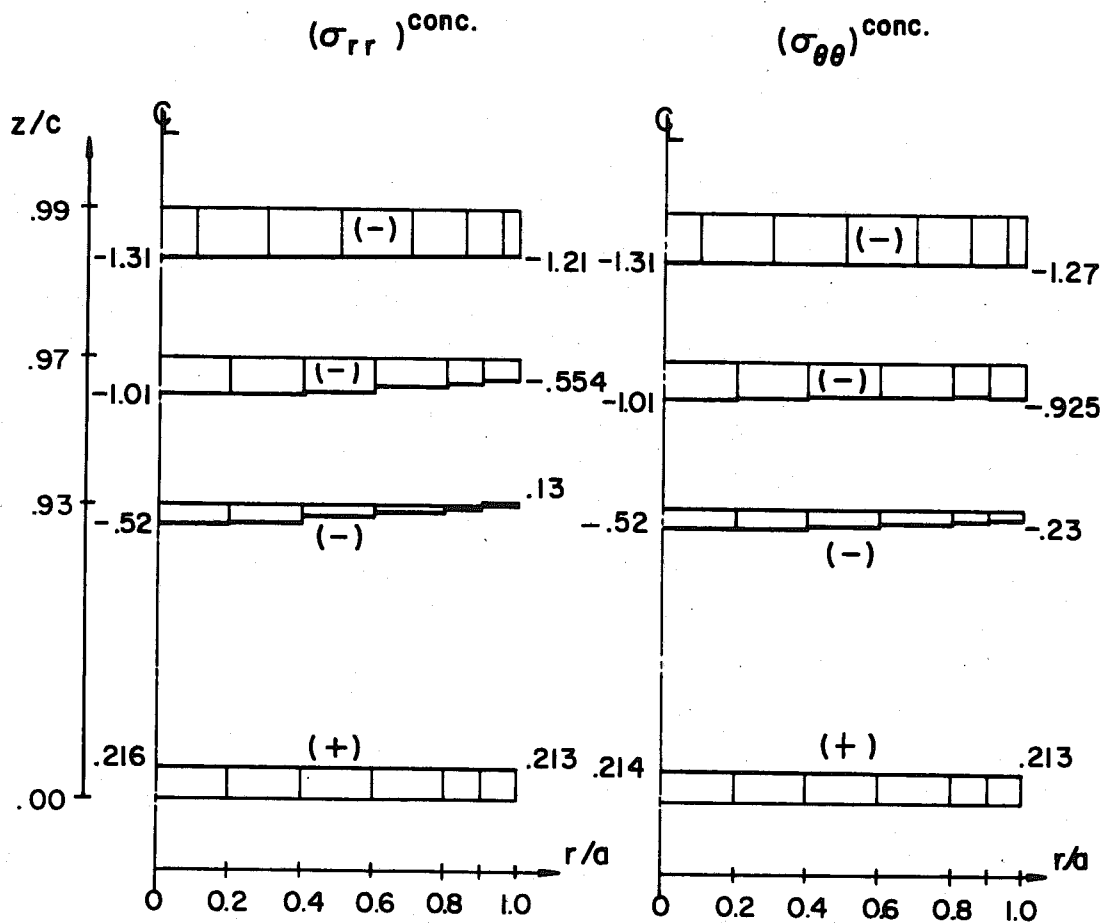 (σrr)conc. (σθθ)conc.
z/c ℄ ℄
.99 (-) (-)
-1.31 -1.21 -1.31 -1.27
.97 (-) -.554 (-)
-1.01 -1.01 -.925
.93 .13
-.52 (-) -.52 (-) -.23
.216 (+) .213 .214 (+) .213
.00
r/a r/a
0 0.2 0.4 0.6 0.8 1.0 0 0.2 0.4 0.6 0.8 1.0